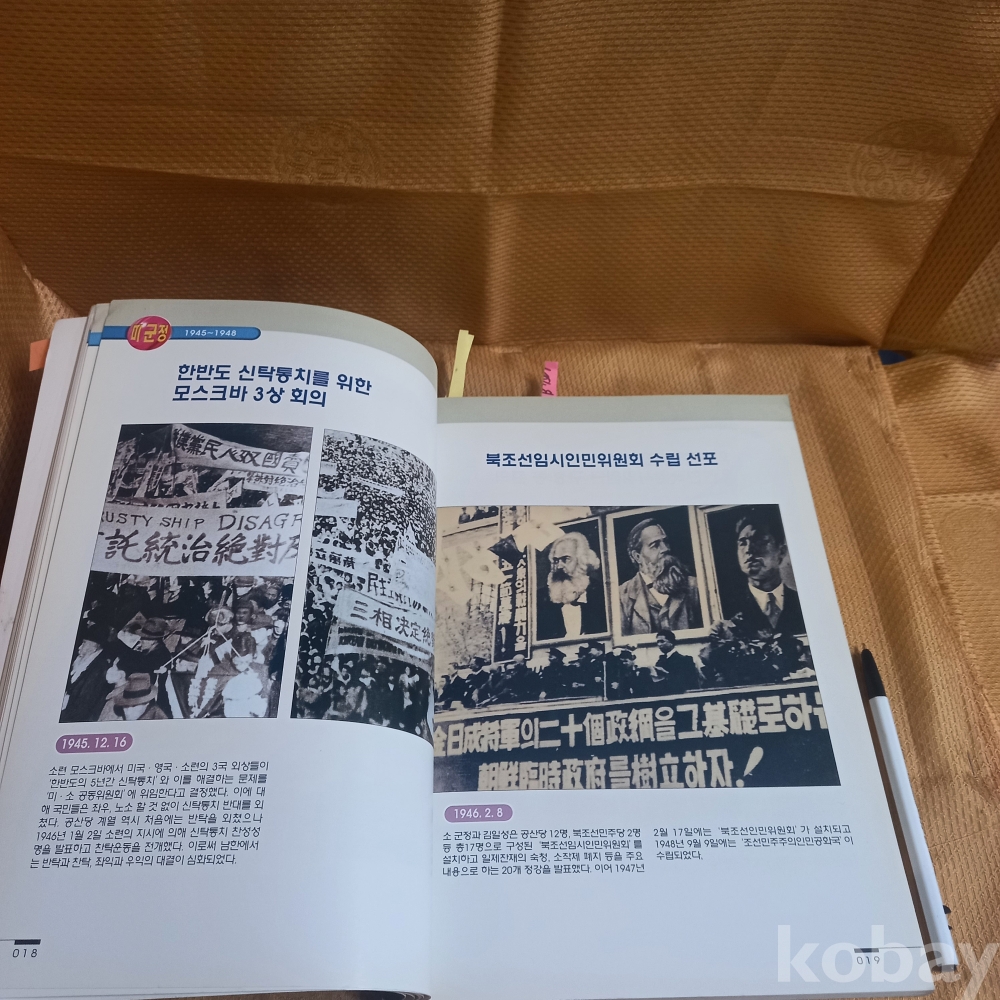 미 군정
1945~1948
한반도 신탁통치를 위한
모스크바 3상 회의
USTY SHIP DISAGR
託統治絶對反
三相決定絶
1945. 12. 16
소련 모스크바에서 미국·영국·소련의 3국 외상들이
'한반도의 5년간 신탁통치'와 이를 해결하는 문제를
'미·소 공동위원회'에 위임한다고 결정했다. 이에 대
해 국민들은 좌우, 노소 할 것 없이 신탁통치 반대를 외
쳤다. 공산당 계열 역시 처음에는 반탁을 외쳤으나
1946년 1월 2일 소련의 지시에 의해 신탁통치 찬성성
명을 발표하고 찬탁운동을 전개했다. 이로써 남한에서
는 반탁과 찬탁, 좌익과 우익의 대결이 심화되었다.
018
북조선임시인민위원회 수립 선포
金日成將軍의二十個政綱을그基礎로하
朝鮮臨時政府를樹立하자!
1946. 2. 8
소 군정과 김일성은 공산당 12명, 북조선민주당 2명
등 총17명으로 구성된 '북조선임시인민위원회'를
설치하고 일제잔재의 숙청, 소작제 폐지 등을 주요
내용으로 하는 20개 정강을 발표했다. 이어 1947년
2월 17일에는 '북조선인민위원회'가 설치되고
1948년 9월 9일에는 '조선민주주의인민공화국'이
수립되었다.
019
kobay